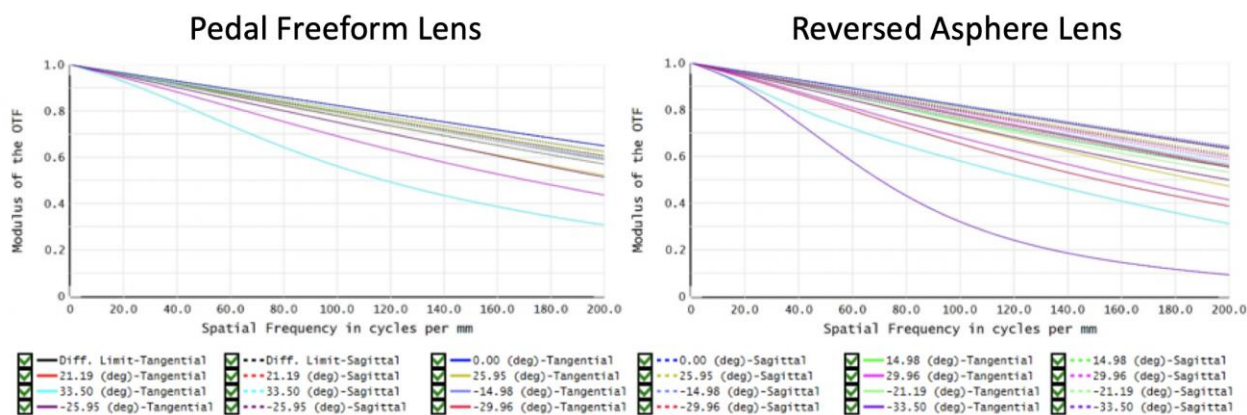 Pedal Freeform Lens
Reversed Asphere Lens
1.0
0.8
0.6
0.4
0.2
0
Modulus of the OTF
0
20.0
40.0
60.0
80.0
100.0
120.0
140.0
160.0
180.0
200.0
Spatial Frequency in cycles per mm
1.0
0.8
0.6
0.4
0.2
0
Modulus of the OTF
0
20.0
40.0
60.0
80.0
100.0
120.0
140.0
160.0
180.0
200.0
Spatial Frequency in cycles per mm
Diff. Limit-Tangential
Diff. Limit-Sagittal
0.00 (deg)-Tangential
0.00 (deg)-Sagittal
14.98 (deg)-Tangential
14.98 (deg)-Sagittal
21.19 (deg)-Tangential
21.19 (deg)-Sagittal
25.95 (deg)-Tangential
25.95 (deg)-Sagittal
29.96 (deg)-Tangential
29.96 (deg)-Sagittal
33.50 (deg)-Tangential
33.50 (deg)-Sagittal
-14.98 (deg)-Tangential
-14.98 (deg)-Sagittal
-21.19 (deg)-Tangential
-21.19 (deg)-Sagittal
-25.95 (deg)-Tangential
-25.95 (deg)-Sagittal
-29.96 (deg)-Tangential
-29.96 (deg)-Sagittal
-33.50 (deg)-Tangential
-33.50 (deg)-Sagittal